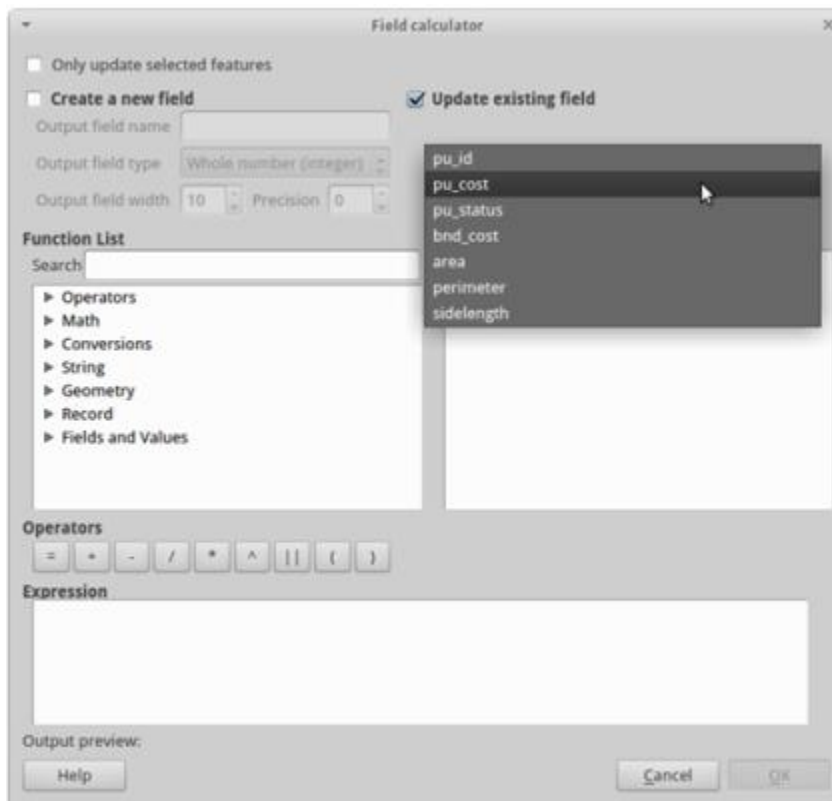 Field calculator
Only update selected features
Create a new field
Update existing field
Output field name
Output field type Whole number (integer)
Output field width 10 Precision 0
pu_id
pu_cost
pu_status
bnd_cost
area
perimeter
sidelength
Function List
Search
Operators
Math
Conversions
String
Geometry
Record
Fields and Values
Operators
= + - / * ^ || ( )
Expression
Output preview:
Help
Cancel
OK